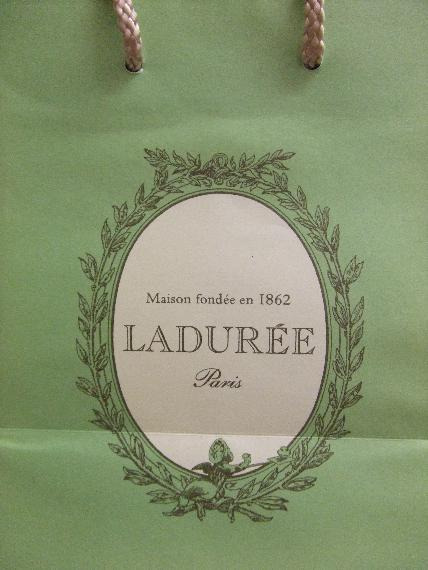 Maison fondée en 1862
LADURÉE
Paris